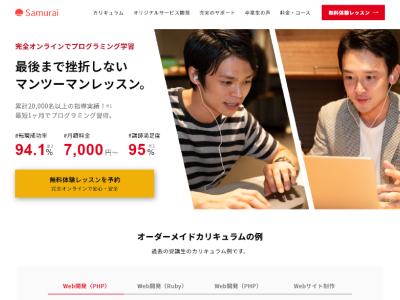 Samurai
カリキュラム
オリジナルサービス開発
充実のサポート
卒業生の声
料金・コース
無料体験レッスン →
完全オンラインでプログラミング学習
最後まで挫折しない
マンツーマンレッスン。
累計20,000名以上の指導実績！※1
最短1ヶ月でプログラミング習得。
#転職成功率
#月額料金
#講師満足度
94.1%
7,000円〜
95%
無料体験レッスンを予約
完全オンラインで安心・安全
オーダーメイドカリキュラムの例
過去の受講生のカリキュラム例です。
Web開発（PHP）
Web開発（Ruby）
Web開発（PHP）
Webサイト制作